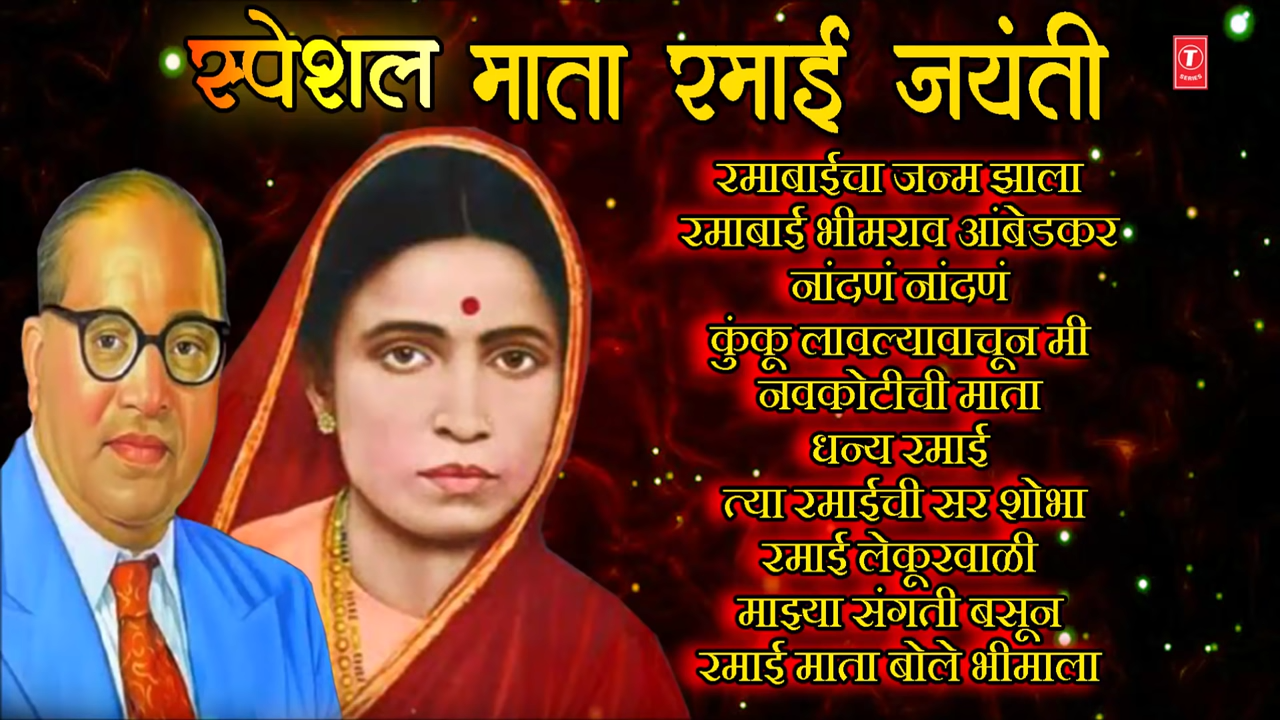 स्पेशल माता रमाई जयंती
T
SERIES
रमाबाईचा जन्म झाला
रमाबाई भीमराव आंबेडकर
नांदणं नांदणं
कुंकू लावल्यावाचून मी
नवकोटीची माता
धन्य रमाई
त्या रमाईची सर शोभा
रमाई लेकूरवाळी
माझ्या संगती बसून
रमाई माता बोले भीमाला